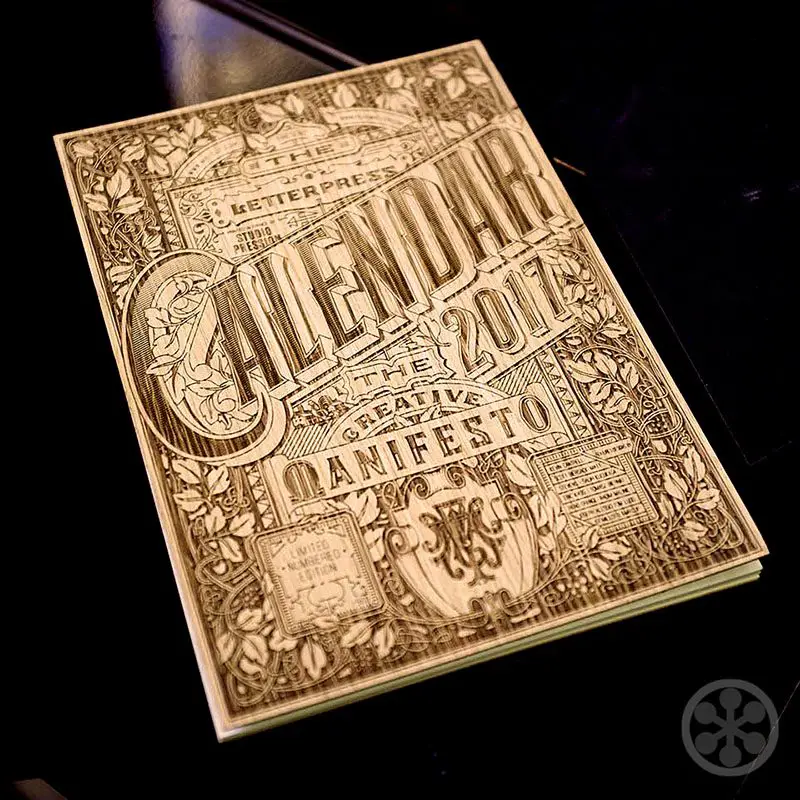 THE
LETTERPRESS
STUDIO
PRESSION
CALENDAR
2017
THE
CREATIVE
MANIFESTO
LIMITED
NUMBERED
EDITION